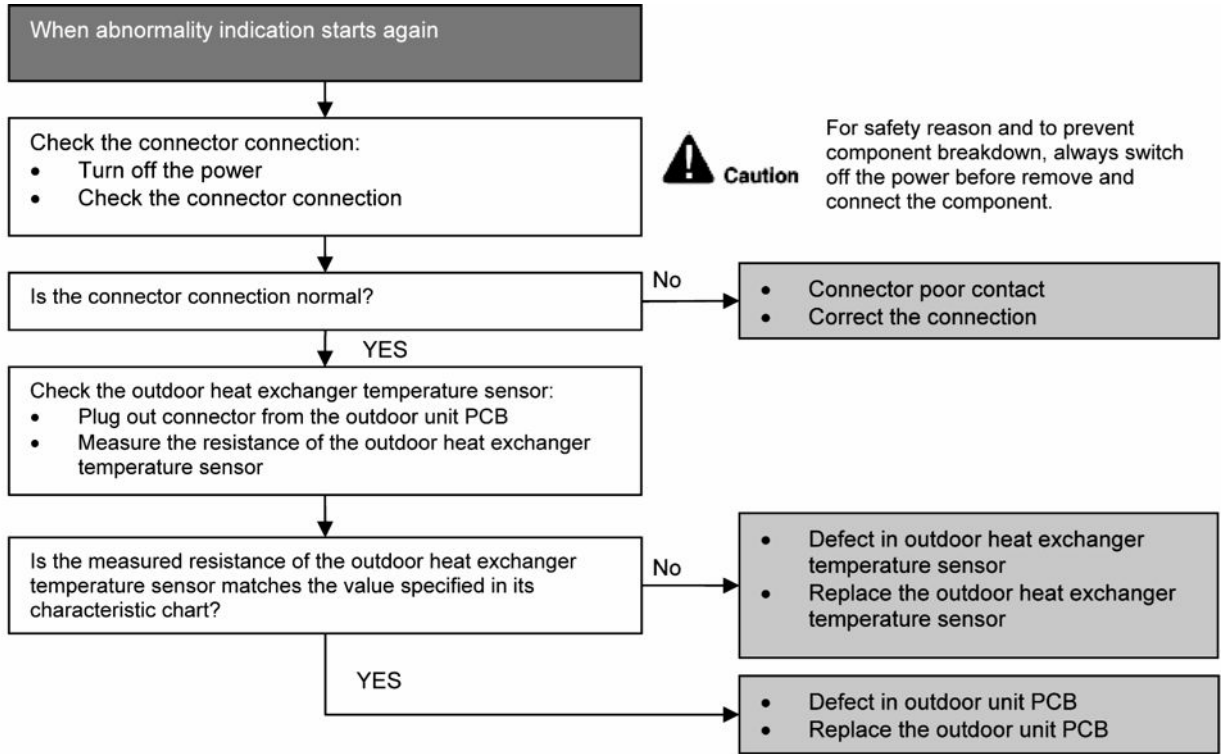 When abnormality indication starts again
Check the connector connection:
• Turn off the power
• Check the connector connection
Caution
For safety reason and to prevent
component breakdown, always switch
off the power before remove and
connect the component.
Is the connector connection normal?
No
• Connector poor contact
• Correct the connection
YES
Check the outdoor heat exchanger temperature sensor:
• Plug out connector from the outdoor unit PCB
• Measure the resistance of the outdoor heat exchanger
temperature sensor
Is the measured resistance of the outdoor heat exchanger
temperature sensor matches the value specified in its
characteristic chart?
No
• Defect in outdoor heat exchanger
temperature sensor
• Replace the outdoor heat exchanger
temperature sensor
YES
• Defect in outdoor unit PCB
• Replace the outdoor unit PCB